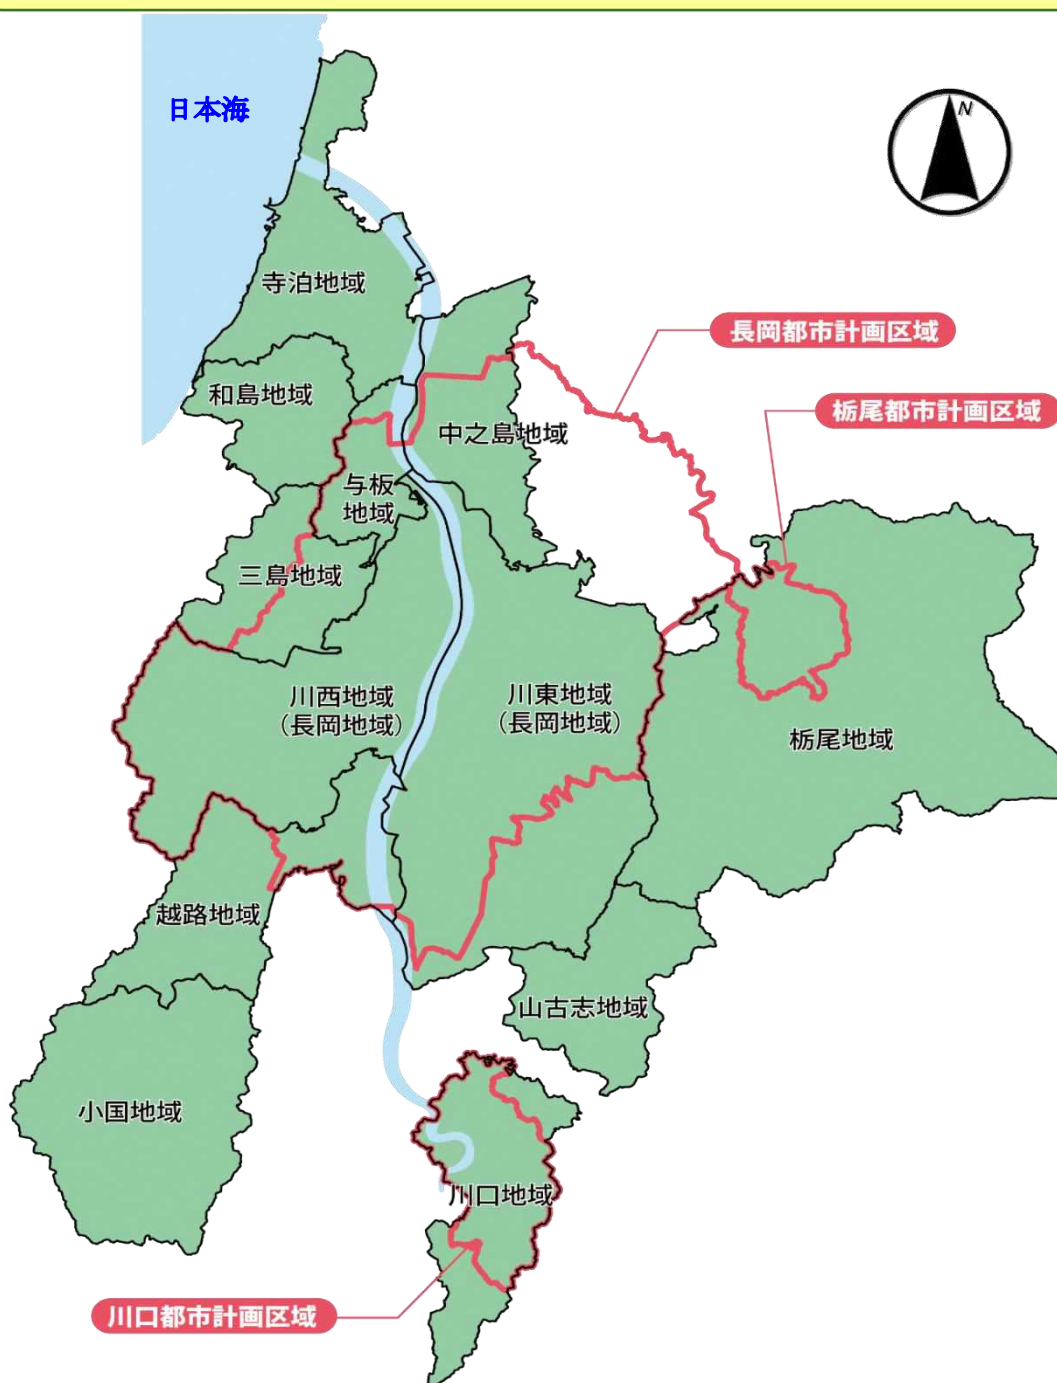 日本海
N
寺泊地域
長岡都市計画区域
和島地域
栃尾都市計画区域
中之島地域
与板
地域
三島地域
川西地域
(長岡地域)
川東地域
(長岡地域)
栃尾地域
越路地域
山古志地域
小国地域
川口地域
川口都市計画区域